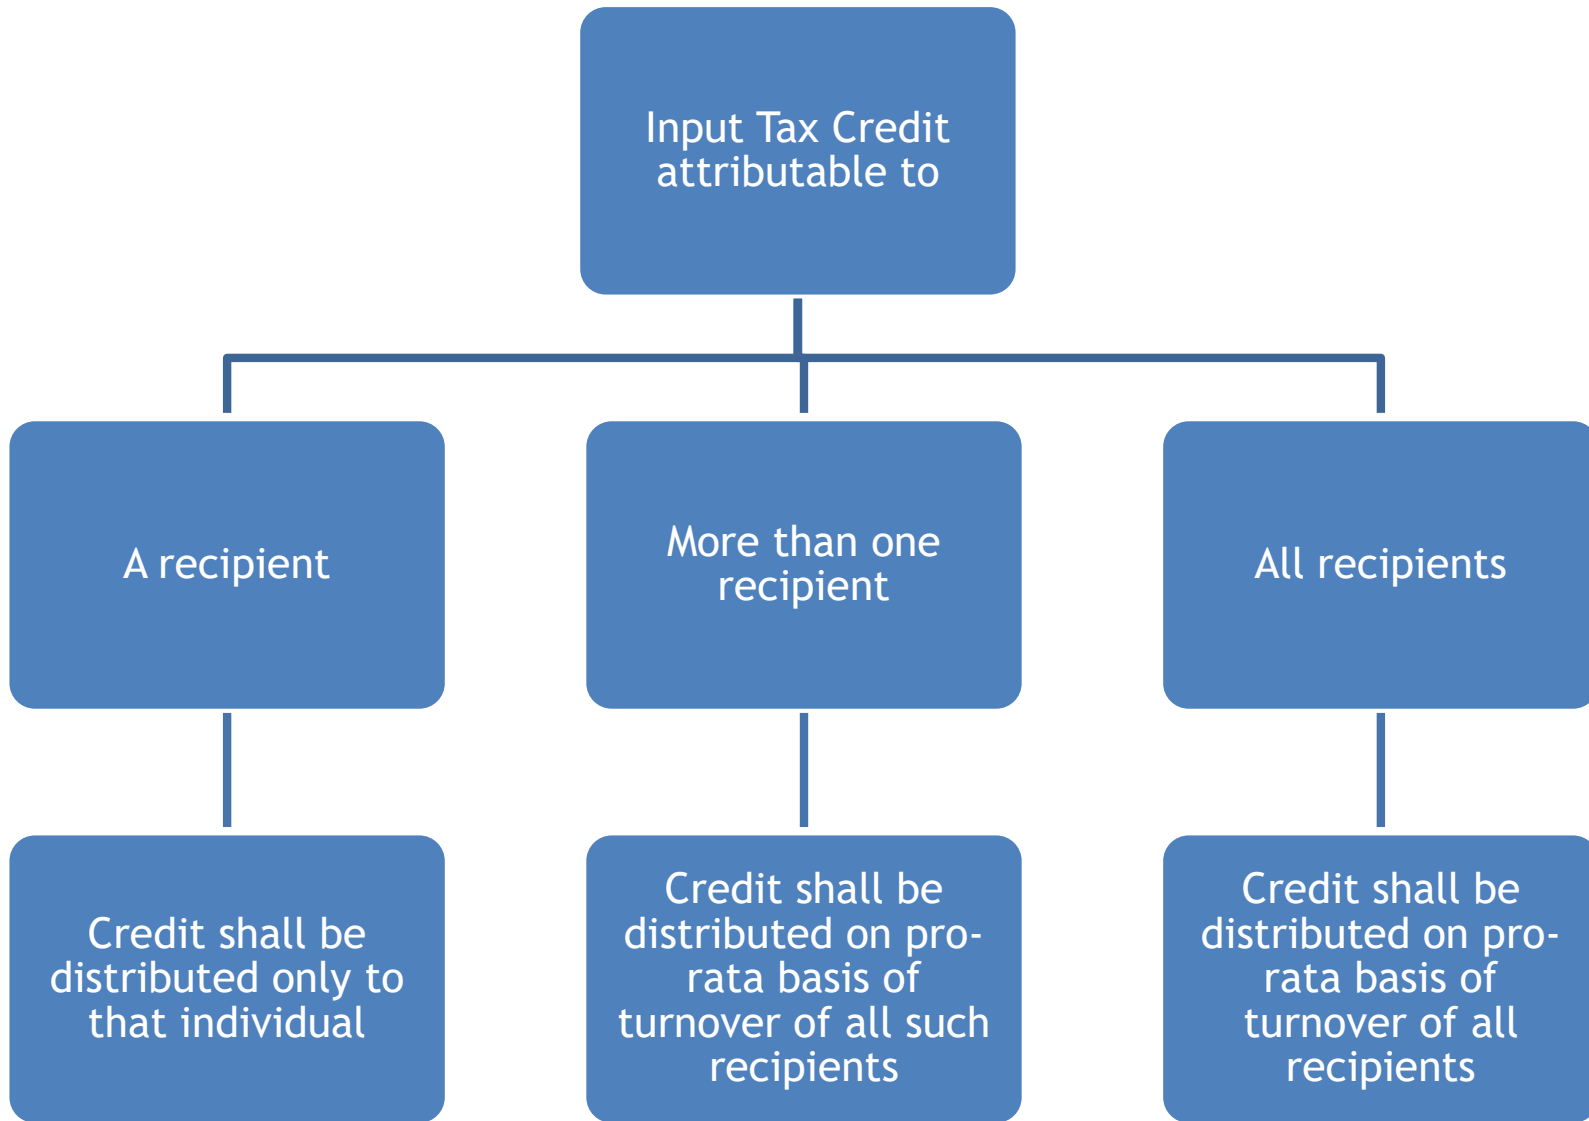 Input Tax Credit
attributable to
A recipient
More than one
recipient
All recipients
Credit shall be
distributed only to
that individual
Credit shall be
distributed on pro-
rata basis of
turnover of all such
recipients
Credit shall be
distributed on pro-
rata basis of
turnover of all
recipients